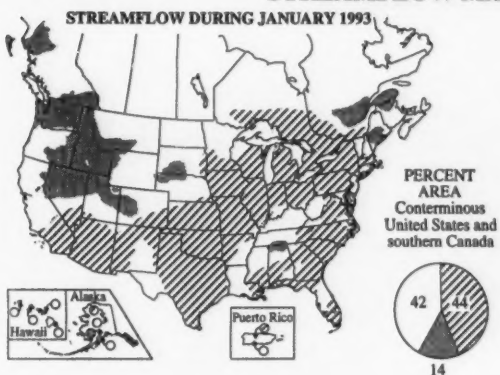 STREAMFLOW DURING JANUARY 1993
PERCENT
AREA
Conterminous
United States and
southern Canada
42
44
14
Hawaii
Alaska
Puerto Rico